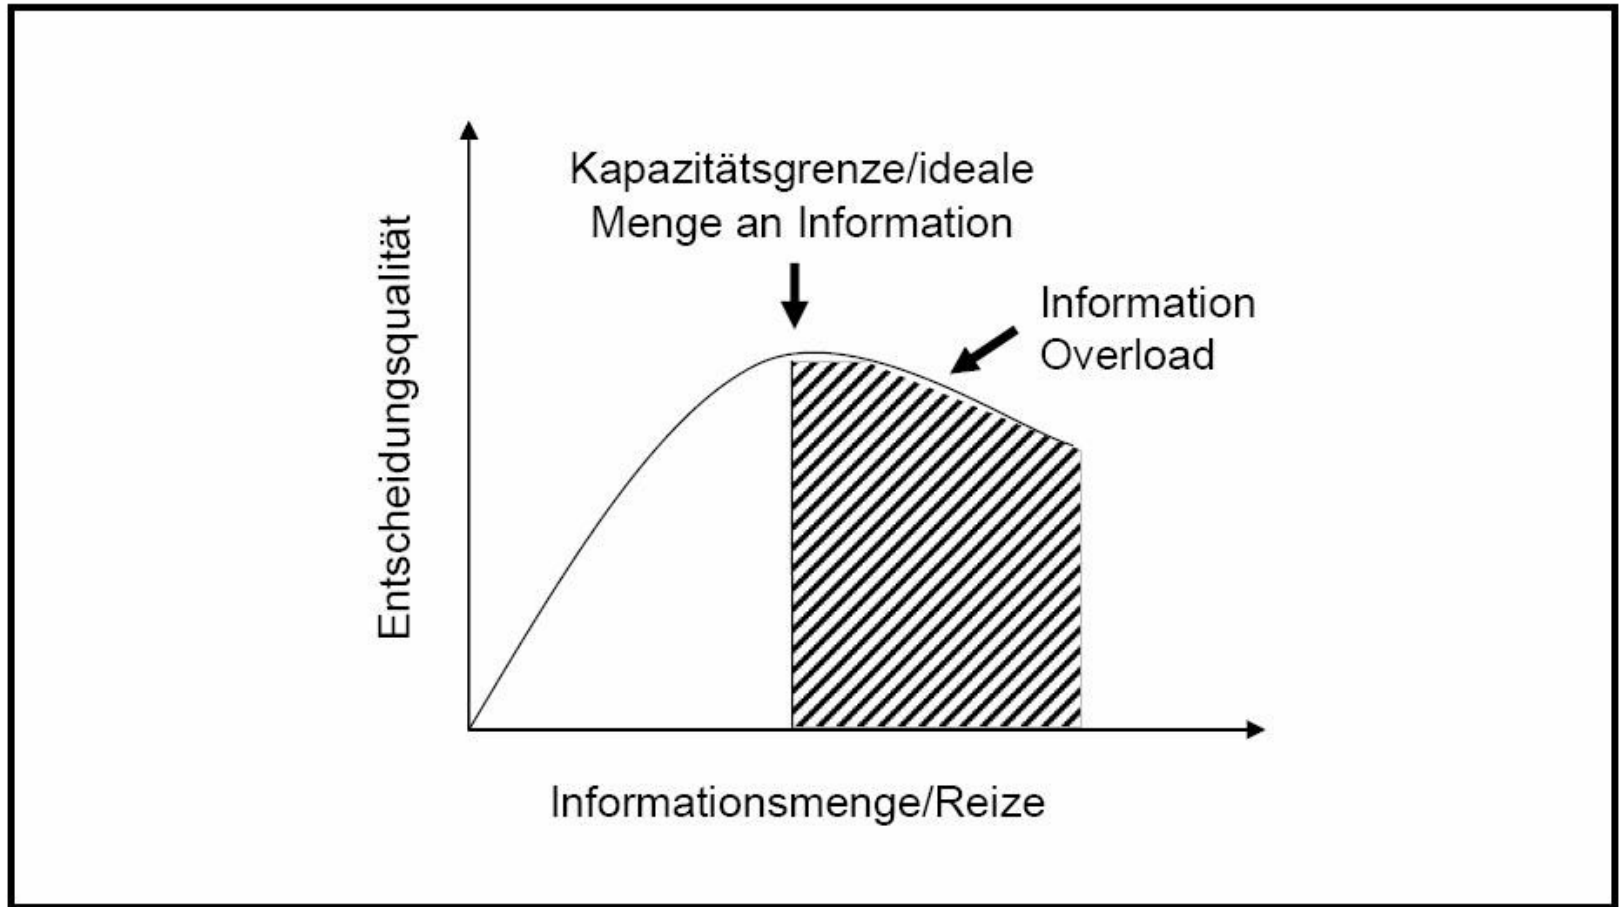 Kapazitätsgrenze/ideale
Menge an Information
Information
Overload
Entscheidungsqualität
Informationsmenge/Reize